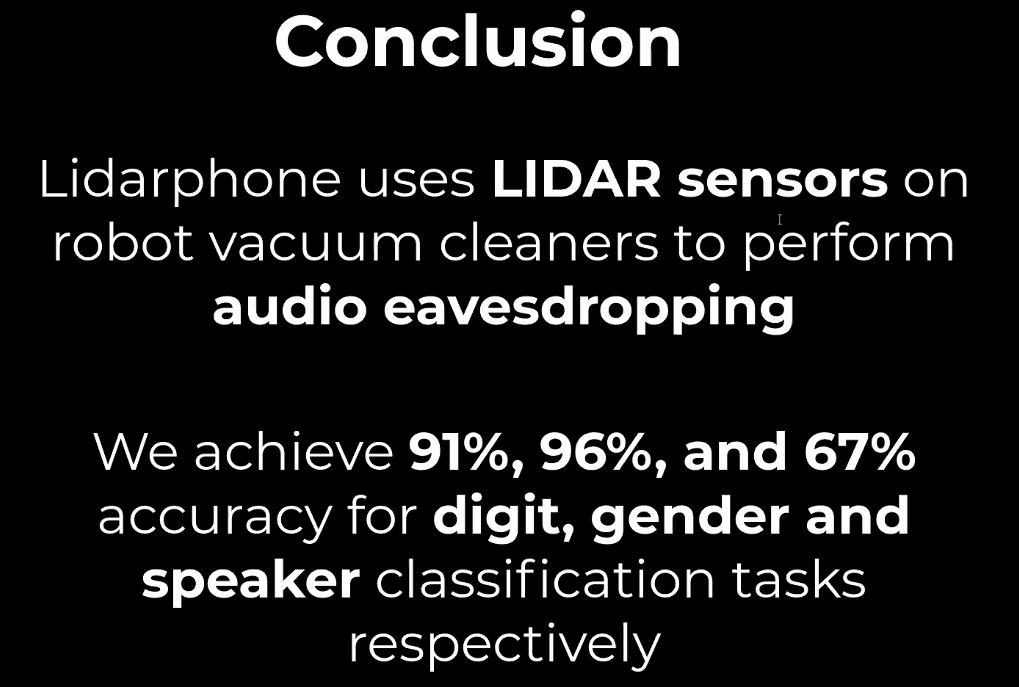 Conclusion
Lidarphone uses LIDAR sensors on
robot vacuum cleaners to perform
audio eavesdropping
We achieve 91%, 96%, and 67%
accuracy for digit, gender and
speaker classification tasks
respectively